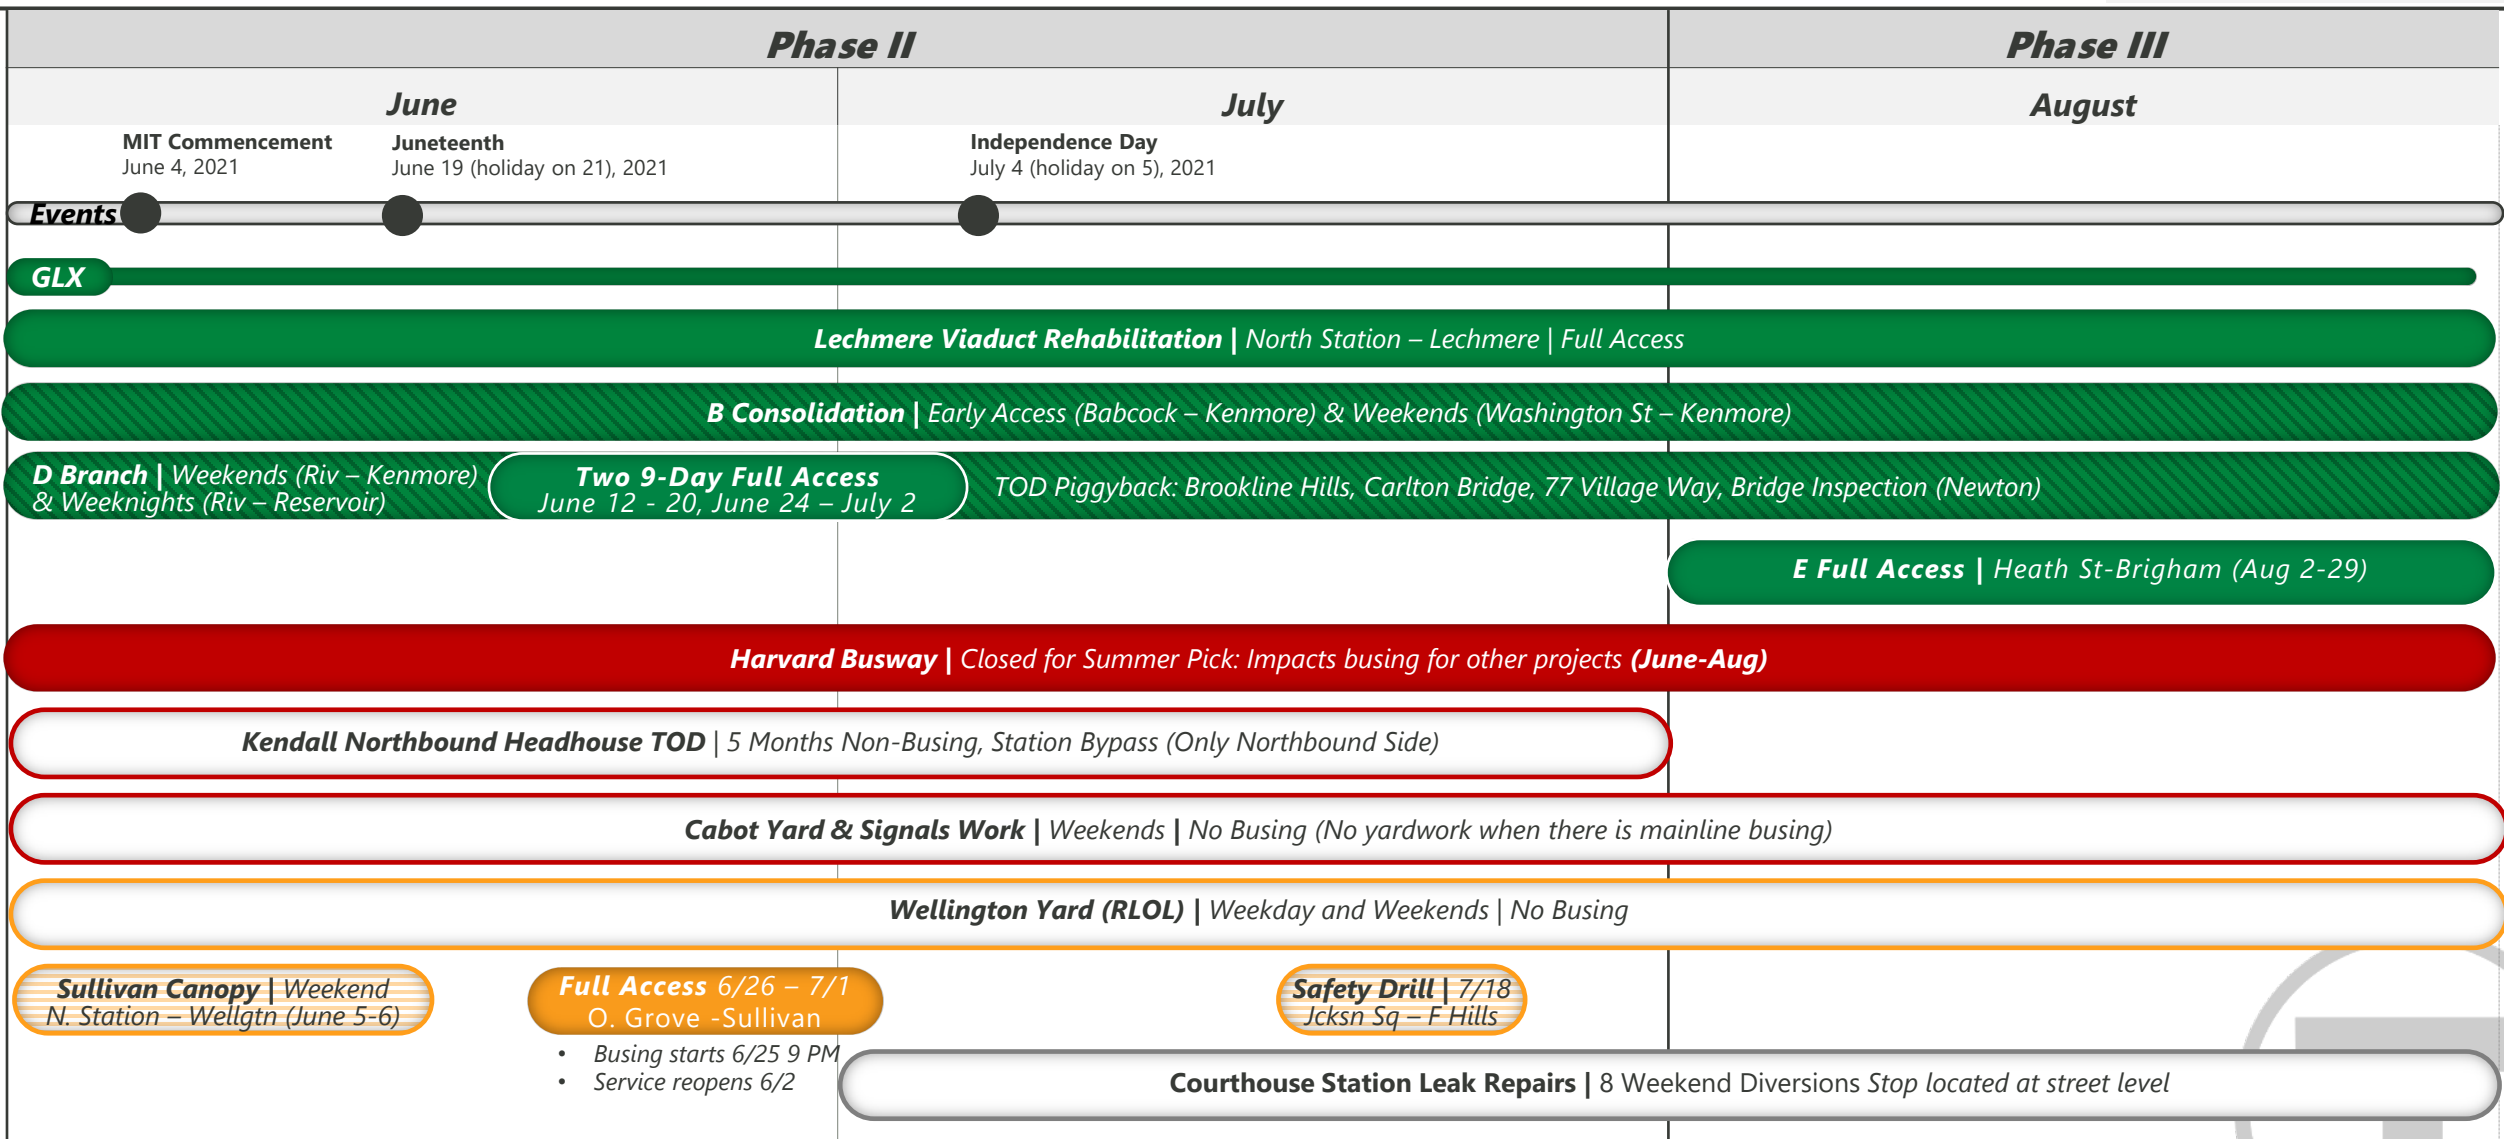 Phase II
Phase III
June
July
August
MIT Commencement
June 4, 2021
Juneteenth
June 19 (holiday on 21), 2021
Independence Day
July 4 (holiday on 5), 2021
Events
GLX
Lechmere Viaduct Rehabilitation | North Station – Lechmere | Full Access
B Consolidation | Early Access (Babcock – Kenmore) & Weekends (Washington St – Kenmore)
D Branch | Weekends (Riv – Kenmore)
& Weeknights (Riv – Reservoir)
Two 9-Day Full Access
June 12 - 20, June 24 – July 2
TOD Piggyback: Brookline Hills, Carlton Bridge, 77 Village Way, Bridge Inspection (Newton)
E Full Access | Heath St-Brigham (Aug 2-29)
Harvard Busway | Closed for Summer Pick: Impacts busing for other projects (June-Aug)
Kendall Northbound Headhouse TOD | 5 Months Non-Busing, Station Bypass (Only Northbound Side)
Cabot Yard & Signals Work | Weekends | No Busing (No yardwork when there is mainline busing)
Wellington Yard (RLOL) | Weekday and Weekends | No Busing
Sullivan Canopy | Weekend
N. Station – Wellgtn (June 5-6)
Full Access 6/26 – 7/1
O. Grove -Sullivan
• Busing starts 6/25 9 PM
• Service reopens 6/2
Safety Drill | 7/18
Jcksn Sq – F Hills
Courthouse Station Leak Repairs | 8 Weekend Diversions Stop located at street level